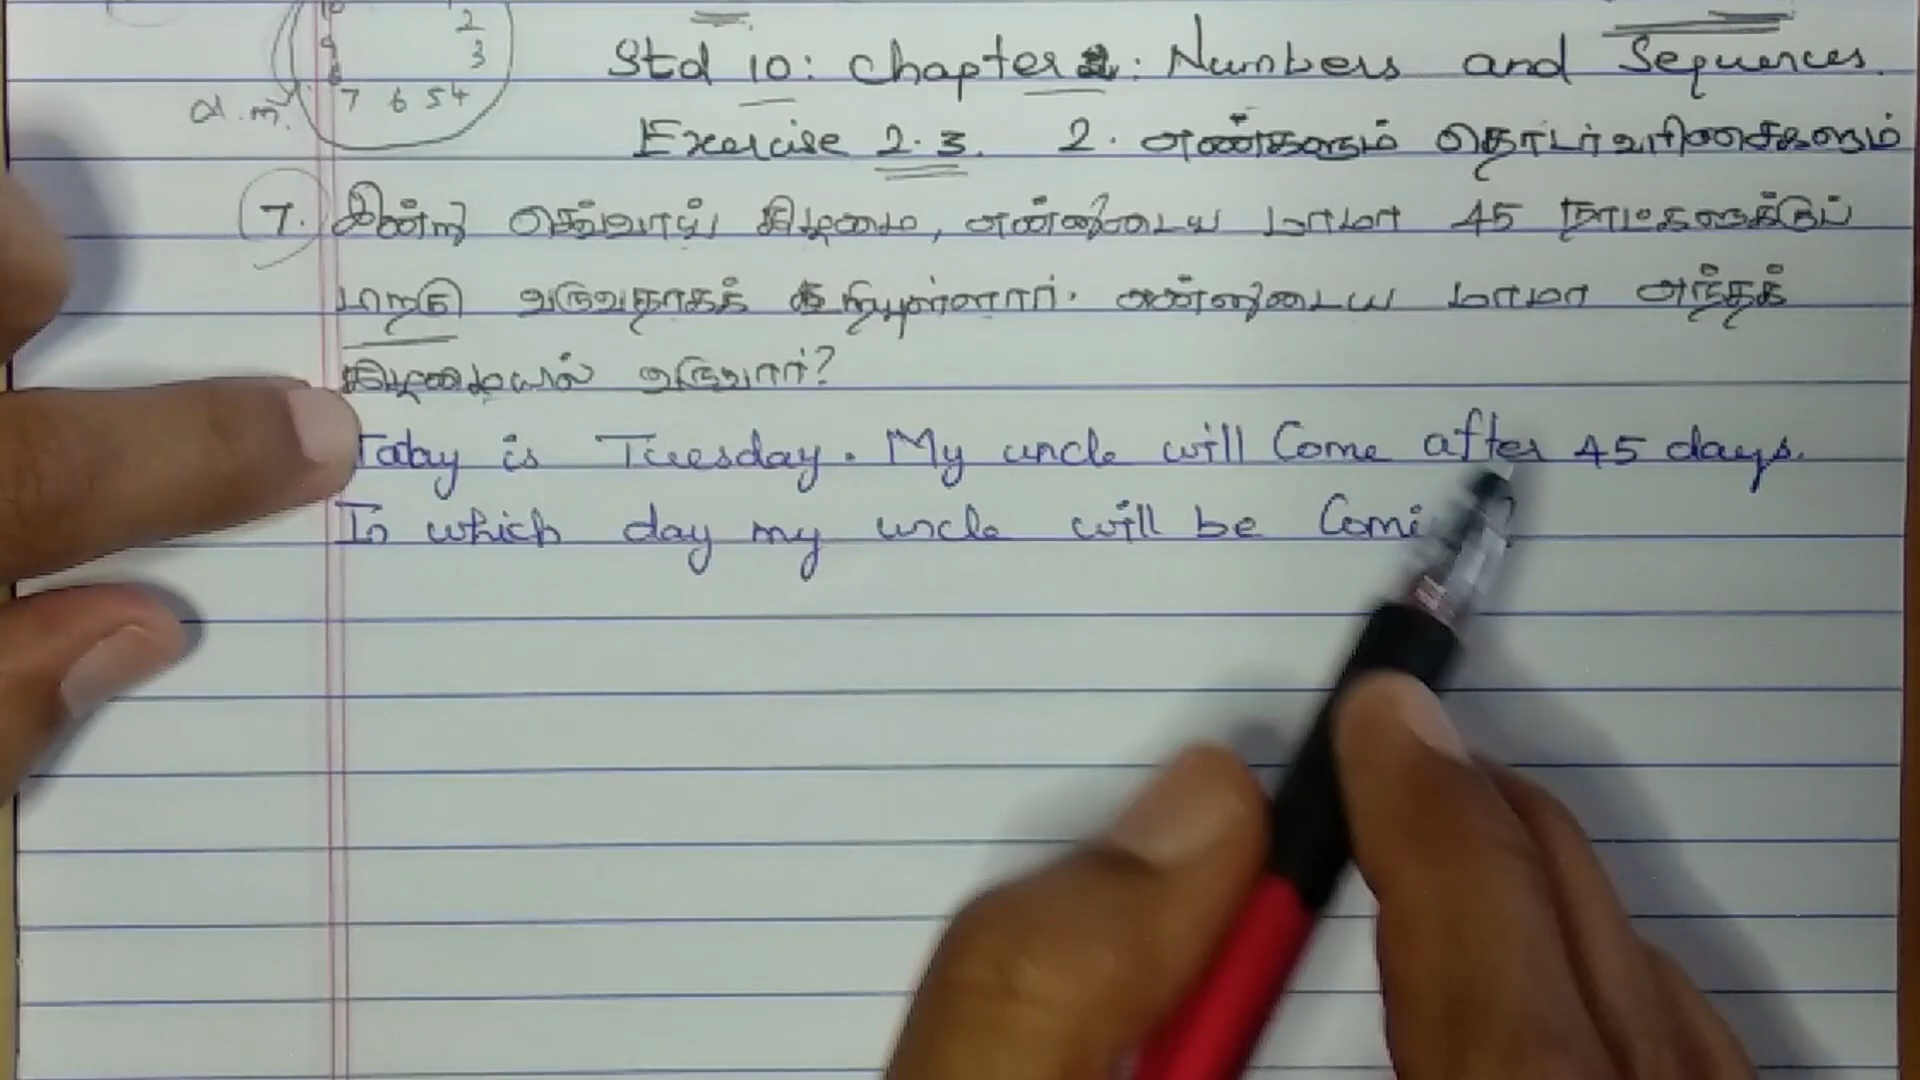 10
9
8
7 6 5 4
2
3
a.m.
Std 10: Chapter 2: Numbers and Sequences.
Exercise 2.3. 2. எண்களும் தொடர்வரிசைகளும்
7. இன்று செவ்வாய் கிழமை, என்னுடைய மாமா 45 நாட்களுக்குப்
பிறகு வருவதாகக் கூறியுள்ளார். என்னுடைய மாமா எந்தக்
கிழமையில் வருவார்?
Today is Tuesday. My uncle will Come after 45 days.
In which day my uncle will be Comi